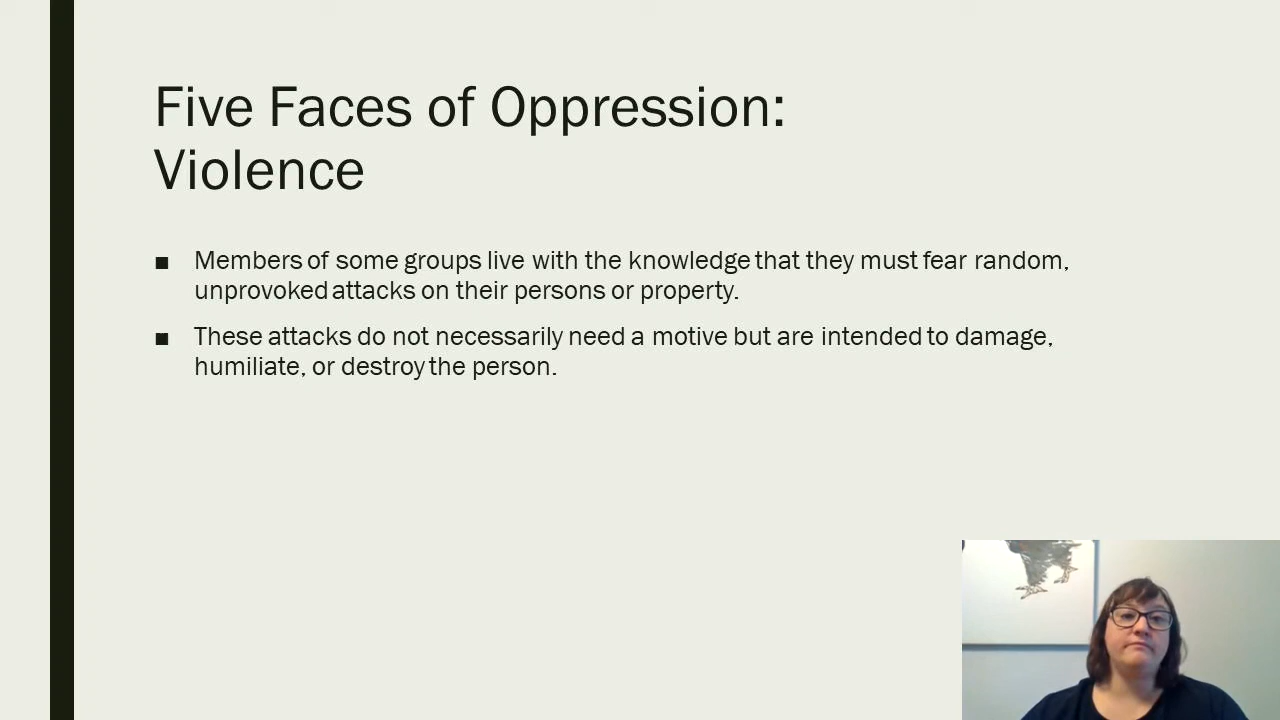 Five Faces of Oppression:
Violence
■ Members of some groups live with the knowledge that they must fear random,
unprovoked attacks on their persons or property.
■ These attacks do not necessarily need a motive but are intended to damage,
humiliate, or destroy the person.